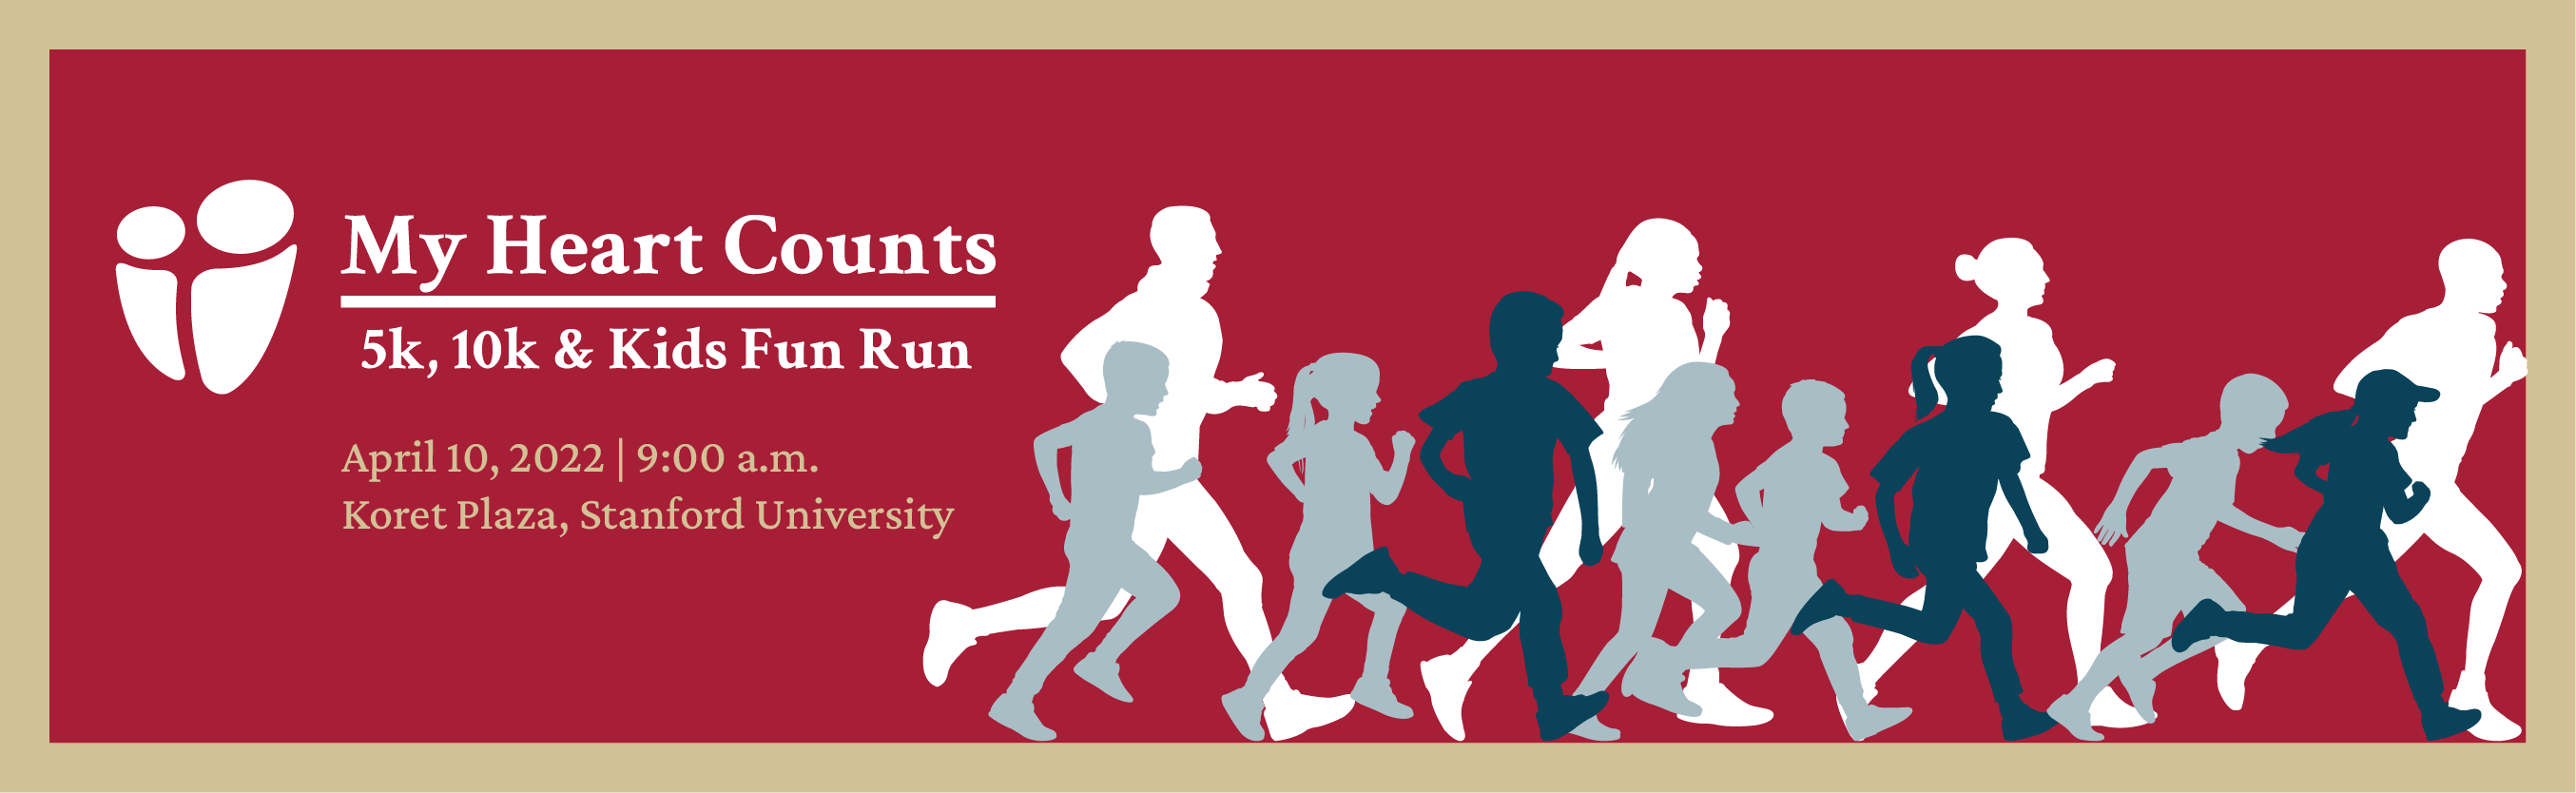 My Heart Counts
5k, 10k & Kids Fun Run
April 10, 2022 | 9:00 a.m.
Koret Plaza, Stanford University